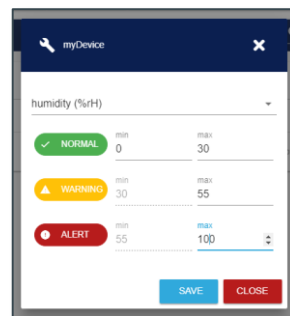 myDevice
humidity (%rH)
min max
NORMAL 0 30
min max
WARNING 30 55
min max
ALERT 55 100
SAVE CLOSE